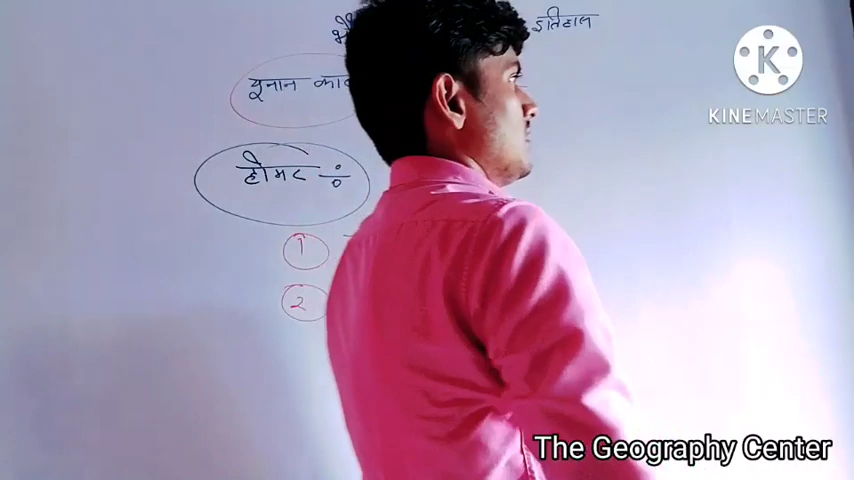 इतिहास
यूनान
होमर ÷
1
2
KINEMASTER
The Geography Center